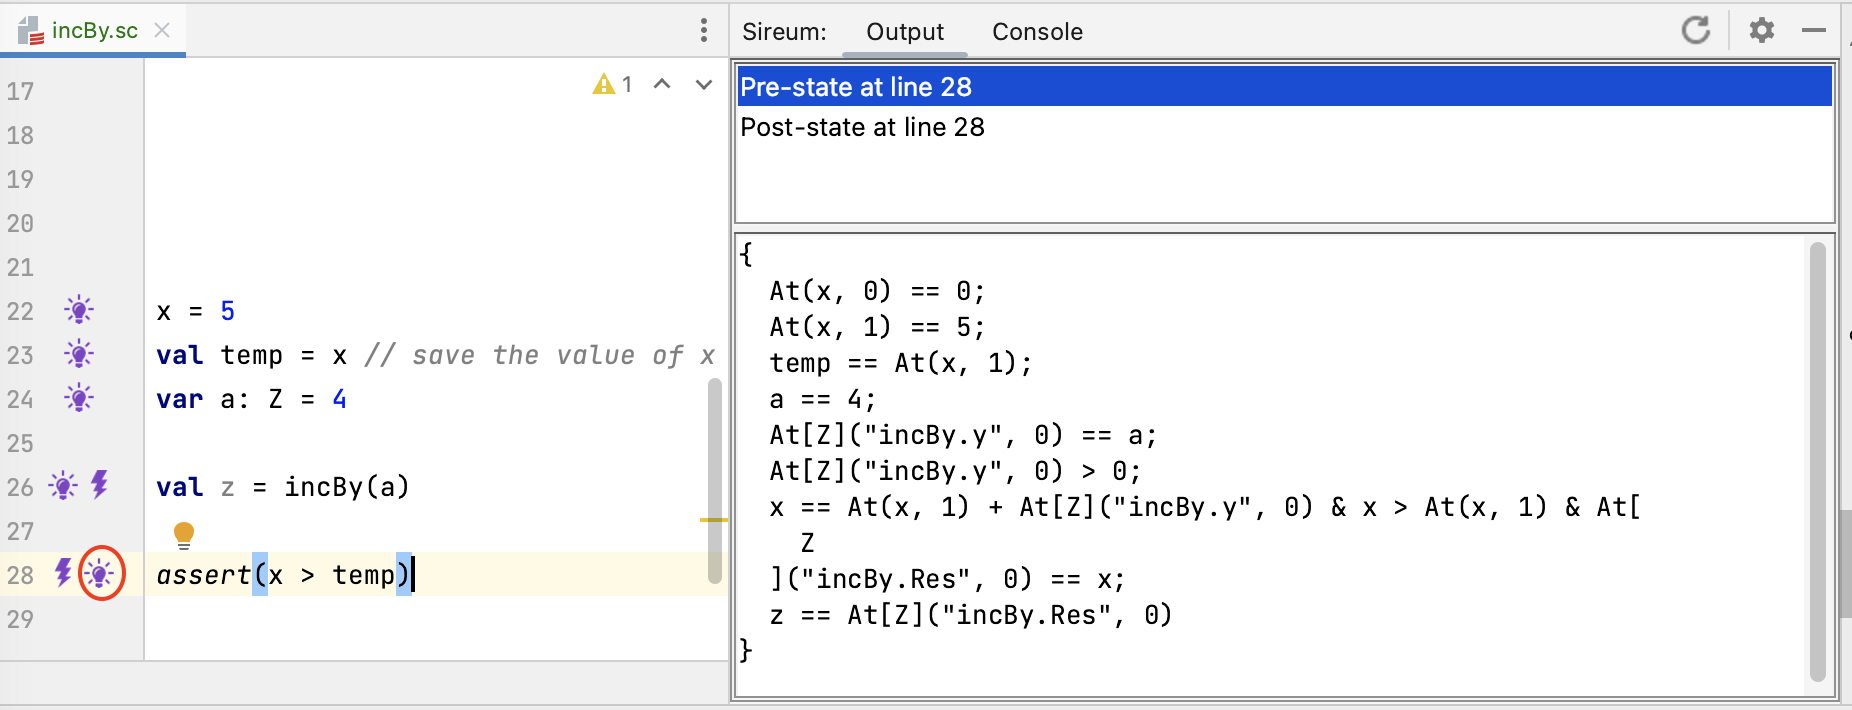 incBy.sc
Sireum: Output Console
1
17
18
19
20
21
22 x = 5
23 val temp = x // save the value of x
24 var a: Z = 4
25
26 val z = incBy(a)
27
28 assert(x > temp)
29
Pre-state at line 28
Post-state at line 28
{
At(x, 0) == 0;
At(x, 1) == 5;
temp == At(x, 1);
a == 4;
At[Z]("incBy.y", 0) == a;
At[Z]("incBy.y", 0) > 0;
x == At(x, 1) + At[Z]("incBy.y", 0) & x > At(x, 1) & At[
Z
]("incBy.Res", 0) == x;
z == At[Z]("incBy.Res", 0)
}